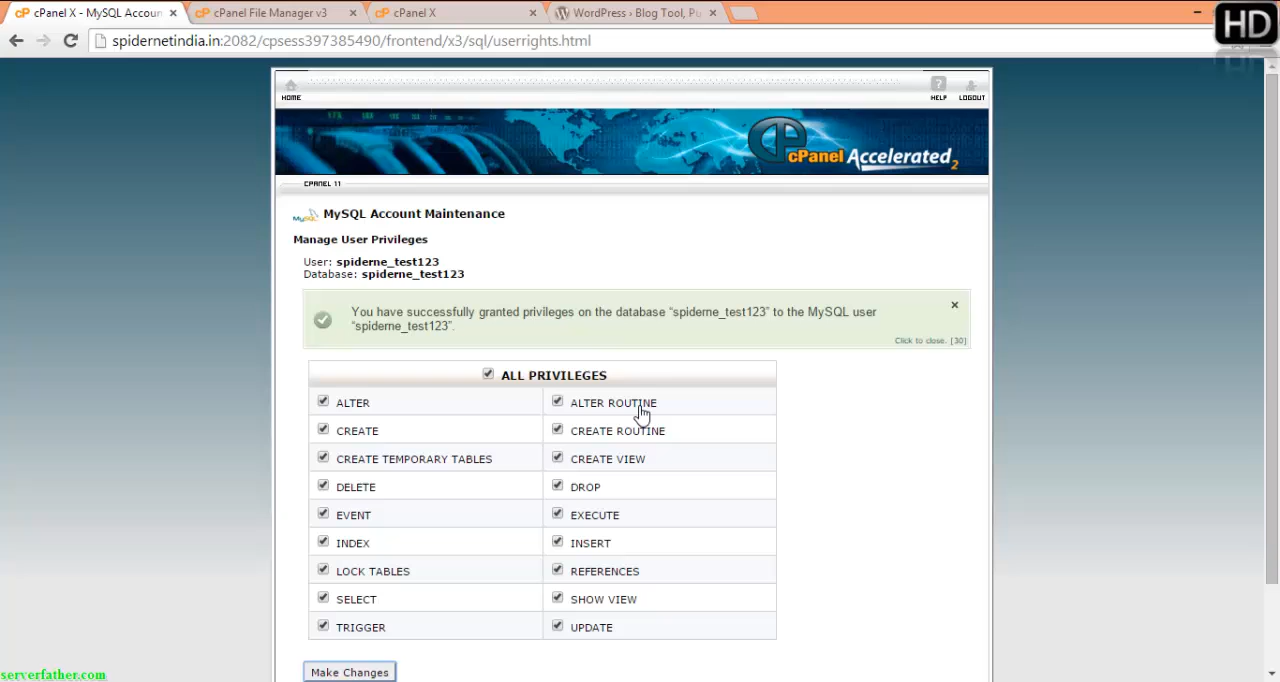 cPanel X - MySQL Accoun
cPanel File Manager v3
cPanel X
WordPress › Blog Tool, Pu
HD
spidernetindia.in:2082/cpsess397385490/frontend/x3/sql/userrights.html
HOME
HELP
LOGOUT
cPanel Accelerated 2
CPANEL 11
MySQL Account Maintenance
Manage User Privileges
User: spiderne_test123
Database: spiderne_test123
You have successfully granted privileges on the database “spiderne_test123” to the MySQL user
“spiderne_test123”.
Click to close. [30]
ALL PRIVILEGES
ALTER
ALTER ROUTINE
CREATE
CREATE ROUTINE
CREATE TEMPORARY TABLES
CREATE VIEW
DELETE
DROP
EVENT
EXECUTE
INDEX
INSERT
LOCK TABLES
REFERENCES
SELECT
SHOW VIEW
TRIGGER
UPDATE
Make Changes
serverfather.com